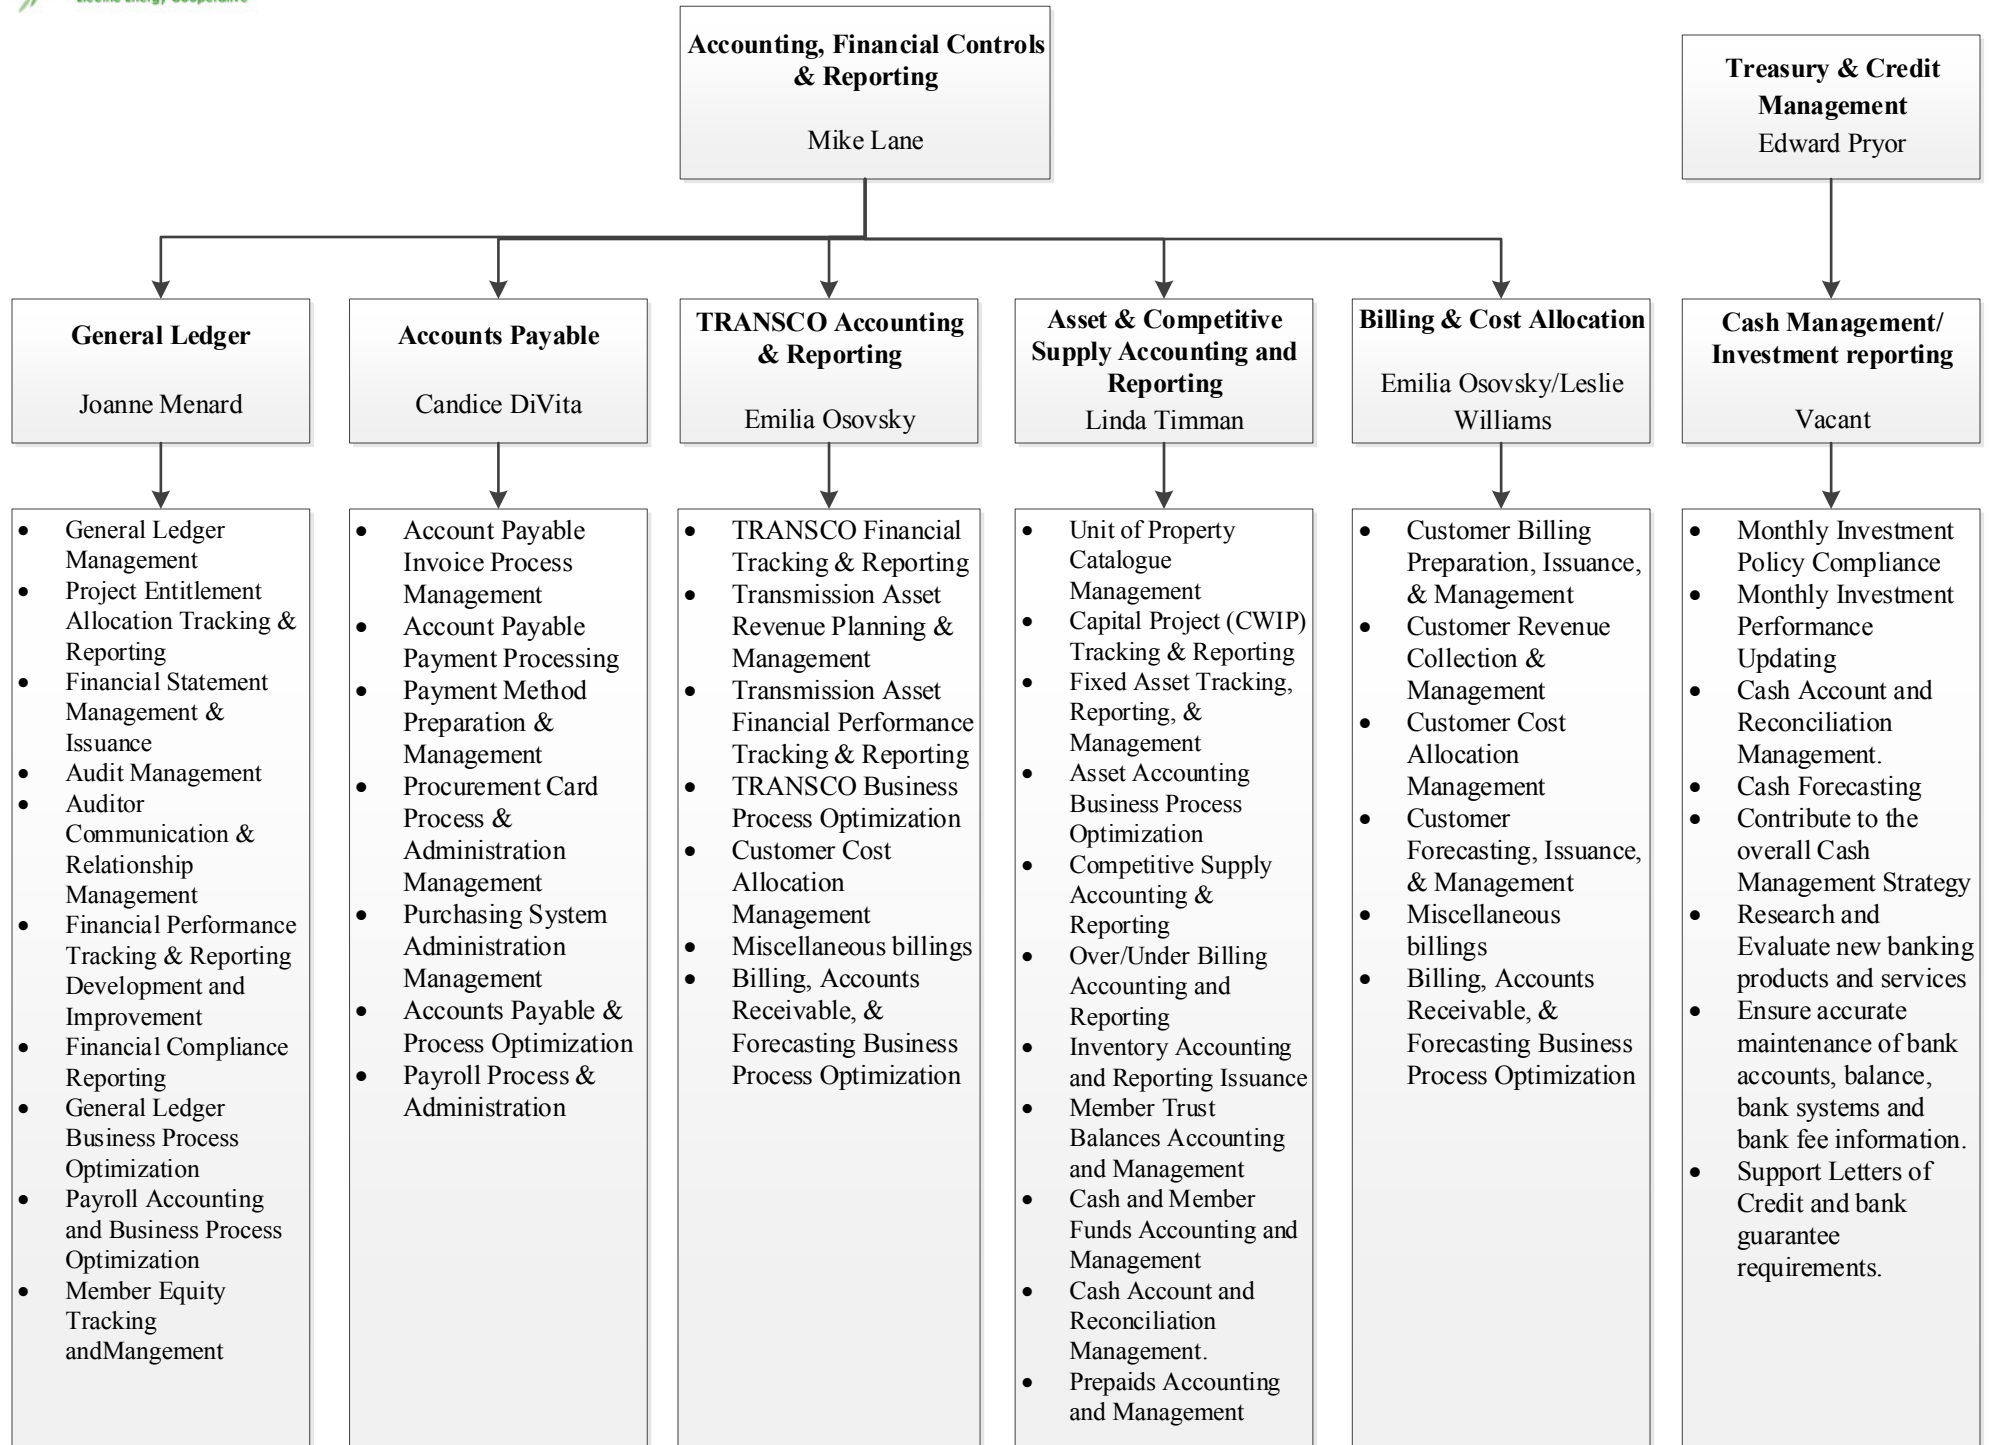 Electric Energy Cooperative
Accounting, Financial Controls
& Reporting
Mike Lane
Treasury & Credit
Management
Edward Pryor
General Ledger
Joanne Menard
Accounts Payable
Candice DiVita
TRANSCO Accounting
& Reporting
Emilia Osovsky
Asset & Competitive
Supply Accounting and
Reporting
Linda Timman
Billing & Cost Allocation
Emilia Osovsky/Leslie
Williams
Cash Management/
Investment reporting
Vacant
• General Ledger
Management
• Project Entitlement
Allocation Tracking &
Reporting
• Financial Statement
Management &
Issuance
• Audit Management
• Auditor
Communication &
Relationship
Management
• Financial Performance
Tracking & Reporting
Development and
Improvement
• Financial Compliance
Reporting
• General Ledger
Business Process
Optimization
• Payroll Accounting
and Business Process
Optimization
• Member Equity
Tracking
andMangement
• Account Payable
Invoice Process
Management
• Account Payable
Payment Processing
• Payment Method
Preparation &
Management
• Procurement Card
Process &
Administration
Management
• Purchasing System
Administration
Management
• Accounts Payable &
Process Optimization
• Payroll Process &
Administration
• TRANSCO Financial
Tracking & Reporting
• Transmission Asset
Revenue Planning &
Management
• Transmission Asset
Financial Performance
Tracking & Reporting
• TRANSCO Business
Process Optimization
• Customer Cost
Allocation
Management
• Miscellaneous billings
• Billing, Accounts
Receivable, &
Forecasting Business
Process Optimization
• Unit of Property
Catalogue
Management
• Capital Project (CWIP)
Tracking & Reporting
• Fixed Asset Tracking,
Reporting, &
Management
• Asset Accounting
Business Process
Optimization
• Competitive Supply
Accounting &
Reporting
• Over/Under Billing
Accounting and
Reporting
• Inventory Accounting
and Reporting Issuance
• Member Trust
Balances Accounting
and Management
• Cash and Member
Funds Accounting and
Management
• Cash Account and
Reconciliation
Management.
• Prepaids Accounting
and Management
• Customer Billing
Preparation, Issuance,
& Management
• Customer Revenue
Collection &
Management
• Customer Cost
Allocation
Management
• Customer
Forecasting, Issuance,
& Management
• Miscellaneous
billings
• Billing, Accounts
Receivable, &
Forecasting Business
Process Optimization
• Monthly Investment
Policy Compliance
• Monthly Investment
Performance
Updating
• Cash Account and
Reconciliation
Management.
• Cash Forecasting
• Contribute to the
overall Cash
Management Strategy
• Research and
Evaluate new banking
products and services
• Ensure accurate
maintenance of bank
accounts, balance,
bank systems and
bank fee information.
• Support Letters of
Credit and bank
guarantee
requirements.